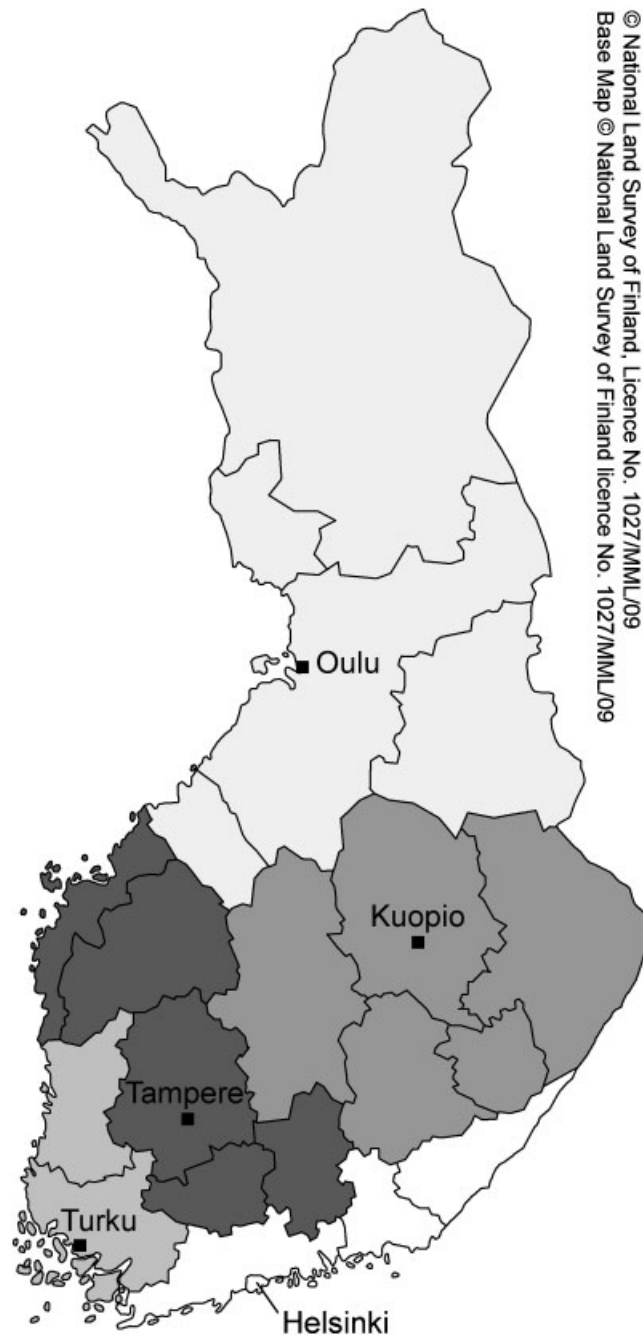 © National Land Survey of Finland, Licence No. 1027/MML/09
Base Map © National Land Survey of Finland licence No. 1027/MML/09
Oulu
Kuopio
Tampere
Turku
Helsinki